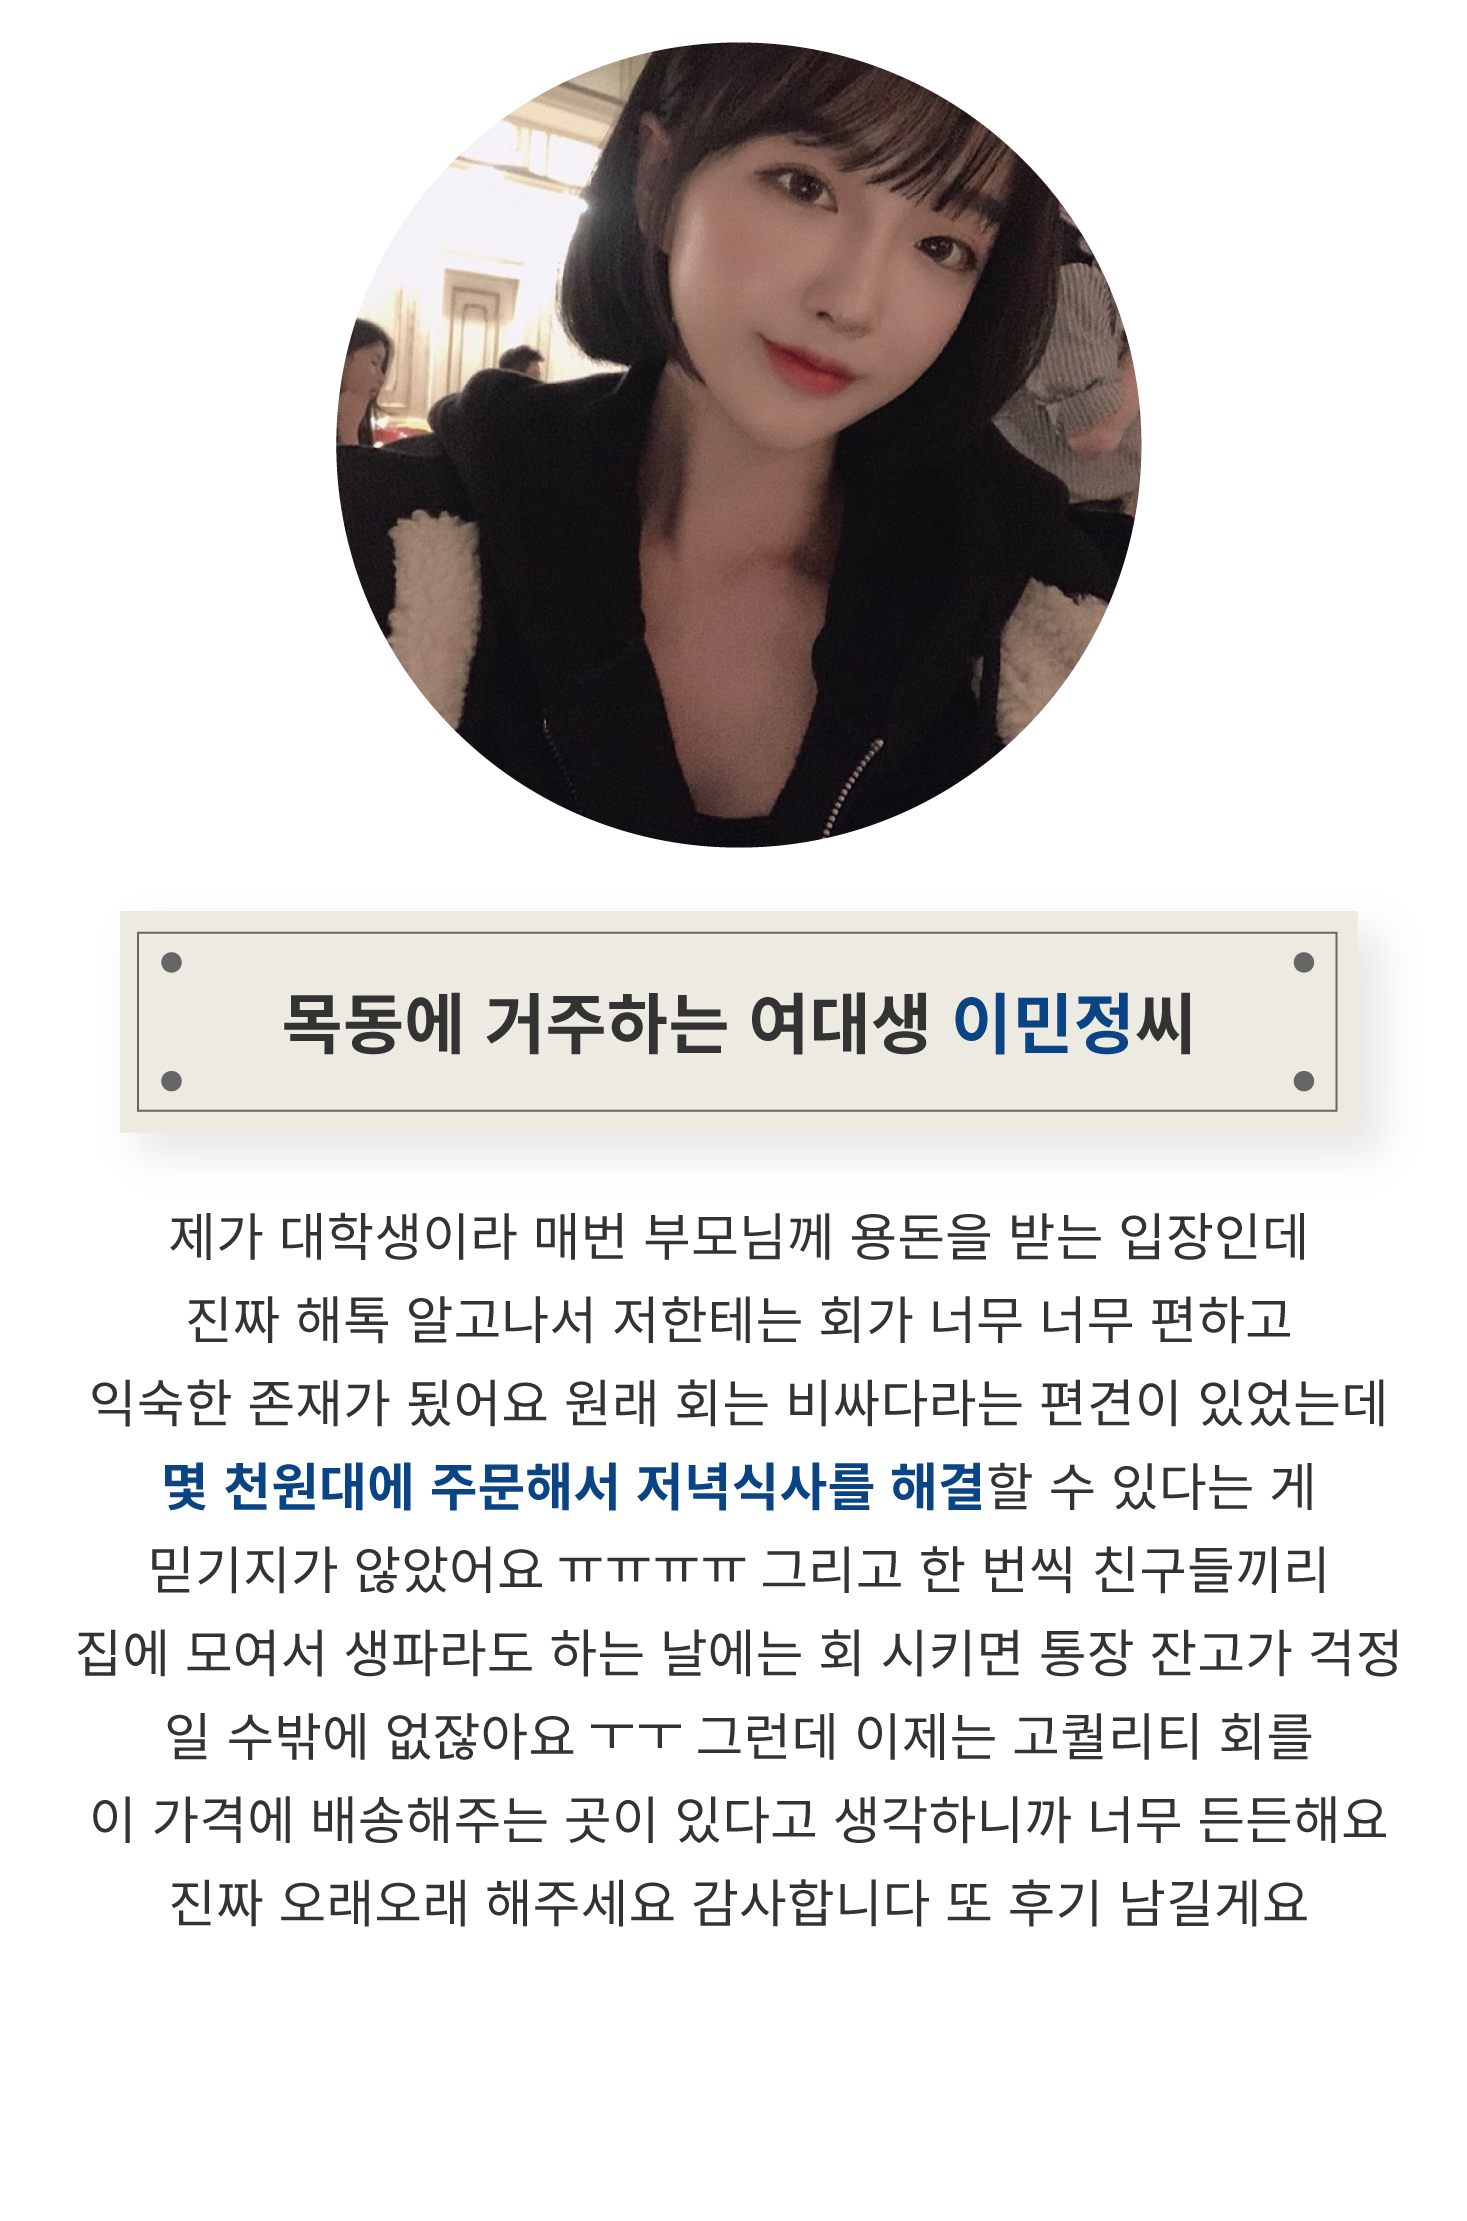 목동에 거주하는 여대생 이민정씨
제가 대학생이라 매번 부모님께 용돈을 받는 입장인데
진짜 해톡 알고나서 저한테는 회가 너무 너무 편하고
익숙한 존재가 됬어요 원래 회는 비싸다라는 편견이 있었는데
몇 천원대에 주문해서 저녁식사를 해결할 수 있다는 게
믿기지가 않았어요 ㅠㅠㅠㅠ 그리고 한 번씩 친구들끼리
집에 모여서 생파라도 하는 날에는 회 시키면 통장 잔고가 걱정
일 수밖에 없잖아요 ㅜㅜ 그런데 이제는 고퀄리티 회를
이 가격에 배송해주는 곳이 있다고 생각하니까 너무 든든해요
진짜 오래오래 해주세요 감사합니다 또 후기 남길게요